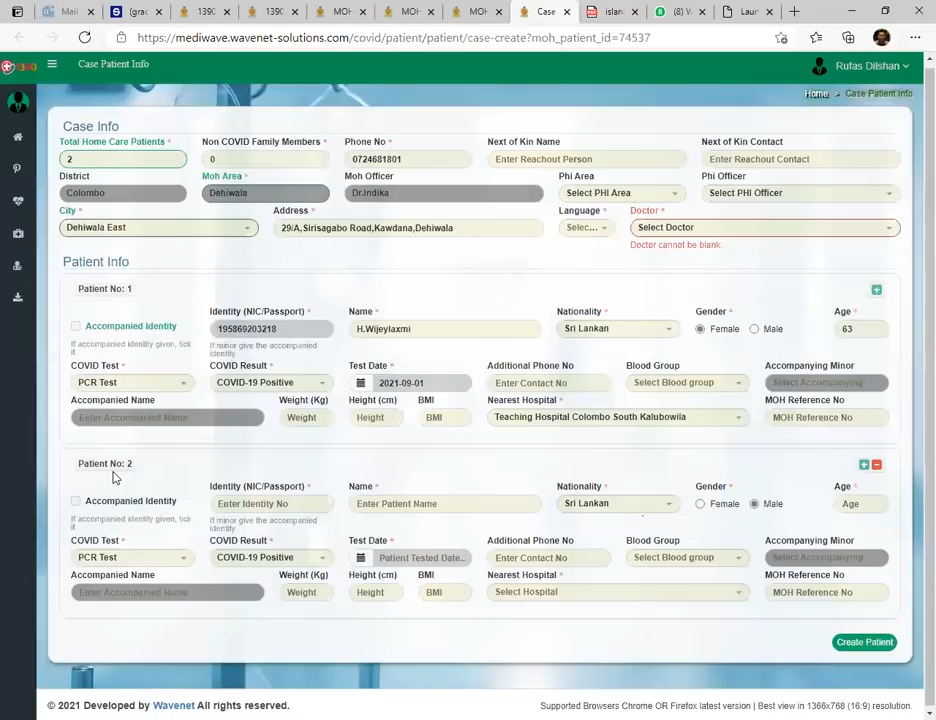 Mail
(grac
1390
1390
MOH
MOH
MOH
Case
islan
(8) W
Laur
https://mediwave.wavenet-solutions.com/covid/patient/patient/case-create?moh_patient_id=74537
Case Patient Info
Rufas Dilshan
Home > Case Patient Info
Case Info
Total Home Care Patients * Non COVID Family Members * Phone No * Next of Kin Name Next of Kin Contact
2 0 0724681801 Enter Reachout Person Enter Reachout Contact
District Moh Area * Moh Officer Phi Area Phi Officer
Colombo Dehiwala Dr.Indika Select PHI Area Select PHI Officer
City * Address * Language * Doctor *
Dehiwala East 29/A,Sirisagabo Road,Kawdana,Dehiwala Selec... Select Doctor
Doctor cannot be blank.
Patient Info
Patient No: 1
Identity (NIC/Passport) * Name * Nationality * Gender * Age *
Accompanied Identity 195869203218 H.Wijeylaxmi Sri Lankan Female Male 63
If accompanied identity given, tick it If minor give the accompanied identity
COVID Test * COVID Result * Test Date * Additional Phone No Blood Group Accompanying Minor
PCR Test COVID-19 Positive 2021-09-01 Enter Contact No Select Blood group Select Accompanying
Accompanied Name Weight (Kg) Height (cm) BMI Nearest Hospital * MOH Reference No
Enter Accompanied Name Weight Height BMI Teaching Hospital Colombo South Kalubowila MOH Reference No
Patient No: 2
Identity (NIC/Passport) * Name * Nationality * Gender * Age *
Accompanied Identity Enter Identity No Enter Patient Name Sri Lankan Female Male Age
If accompanied identity given, tick it If minor give the accompanied identity
COVID Test * COVID Result * Test Date * Additional Phone No Blood Group Accompanying Minor
PCR Test COVID-19 Positive Patient Tested Date.. Enter Contact No Select Blood group Select Accompanying
Accompanied Name Weight (Kg) Height (cm) BMI Nearest Hospital * MOH Reference No
Enter Accompanied Name Weight Height BMI Select Hospital MOH Reference No
Create Patient
© 2021 Developed by Wavenet All rights reserved. Supported Browsers Chrome OR Firefox latest version | Best view in 1366x768 (16:9) resolution.